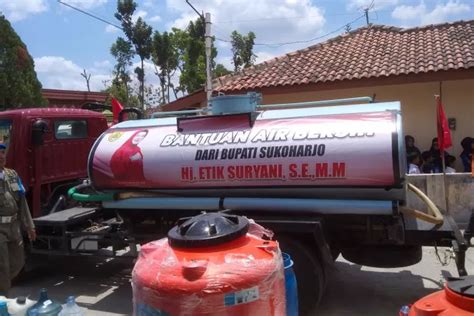 BANTUAN AIR BERSIH
DARI BUPATI SUKOHARJO
Hj. ETIK SURYANI, S.E.,M.M